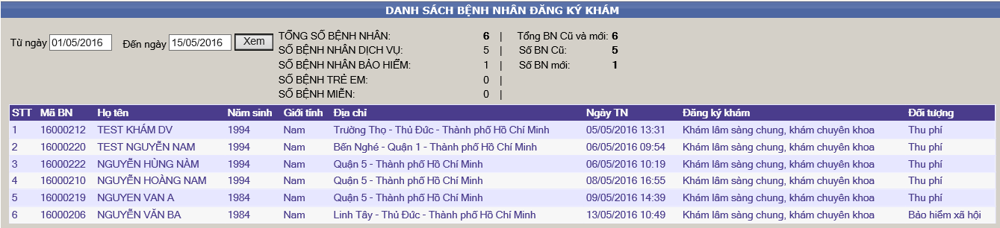 DANH SÁCH BỆNH NHÂN ĐĂNG KÝ KHÁM
Từ ngày 01/05/2016 Đến ngày 15/05/2016 Xem
TỔNG SỐ BỆNH NHÂN: 6 | Tổng BN Cũ và mới: 6
SỐ BỆNH NHÂN DỊCH VỤ: 5 | Số BN Cũ: 5
SỐ BỆNH NHÂN BẢO HIỂM: 1 | Số BN mới: 1
SỐ BỆNH TRẺ EM: 0 |
SỐ BỆNH MIỄN: 0 |
STT Mã BN Họ tên Năm sinh Giới tính Địa chỉ Ngày TN Đăng ký khám Đối tượng
1 16000212 TEST KHÁM DV 1994 Nam Trường Thọ - Thủ Đức - Thành phố Hồ Chí Minh 05/05/2016 13:31 Khám lâm sàng chung, khám chuyên khoa Thu phí
2 16000220 TEST NGUYỄN NAM 1994 Nam Bến Nghé - Quận 1 - Thành phố Hồ Chí Minh 06/05/2016 09:54 Khám lâm sàng chung, khám chuyên khoa Thu phí
3 16000222 NGUYỄN HÙNG NÀM 1994 Nam Quận 5 - Thành phố Hồ Chí Minh 06/05/2016 10:19 Khám lâm sàng chung, khám chuyên khoa Thu phí
4 16000210 NGUYỄN HOÀNG NAM 1994 Nam Quận 5 - Thành phố Hồ Chí Minh 08/05/2016 16:55 Khám lâm sàng chung, khám chuyên khoa Thu phí
5 16000219 NGUYEN VAN A 1984 Nam Quận 5 - Thành phố Hồ Chí Minh 09/05/2016 14:39 Khám lâm sàng chung, khám chuyên khoa Thu phí
6 16000206 NGUYỄN VĂN BA 1984 Nam Linh Tây - Thủ Đức - Thành phố Hồ Chí Minh 13/05/2016 10:49 Khám lâm sàng chung, khám chuyên khoa Bảo hiểm xã hội